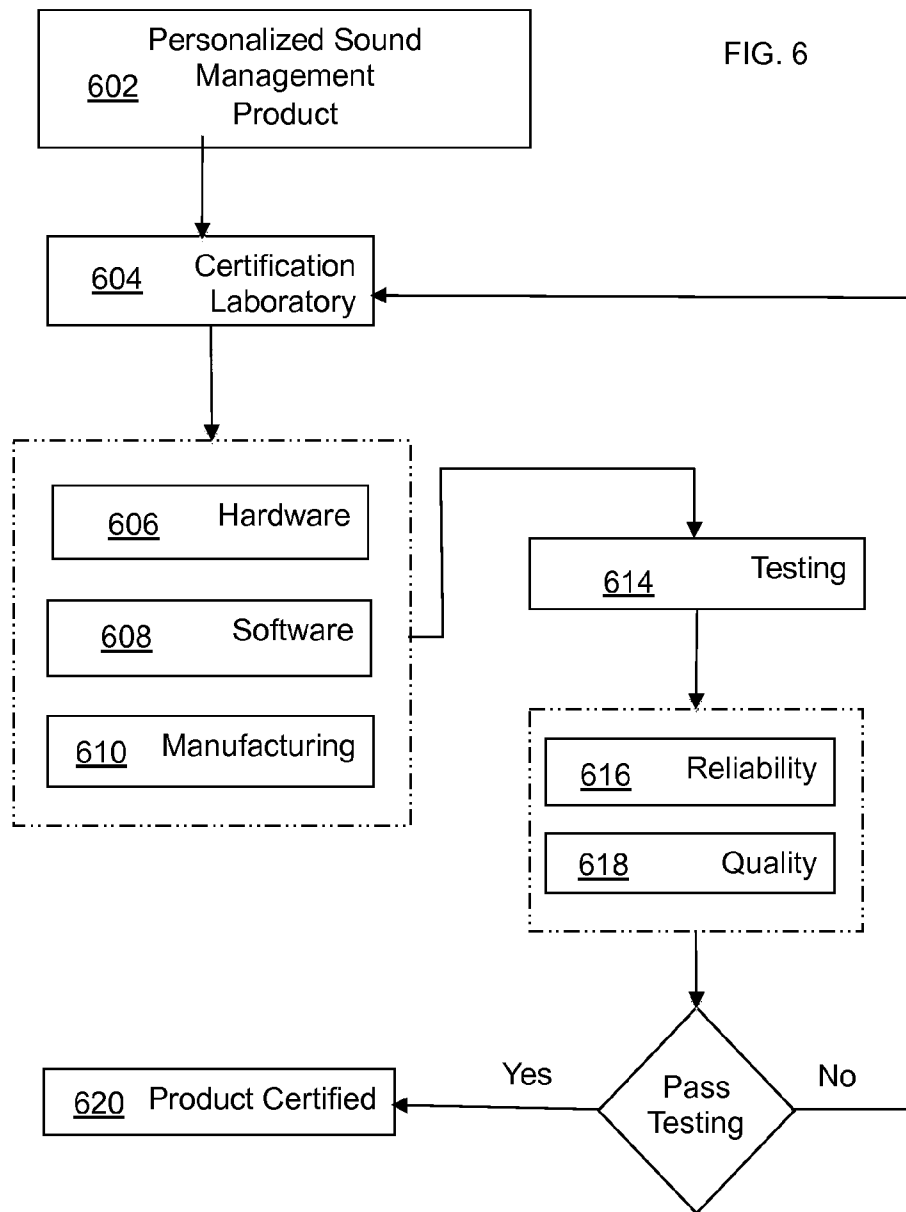 Personalized Sound
Management
602
Product
FIG. 6
604 Certification
Laboratory
606 Hardware
608 Software
610 Manufacturing
614 Testing
616 Reliability
618 Quality
Pass
Testing
Yes
No
620 Product Certified